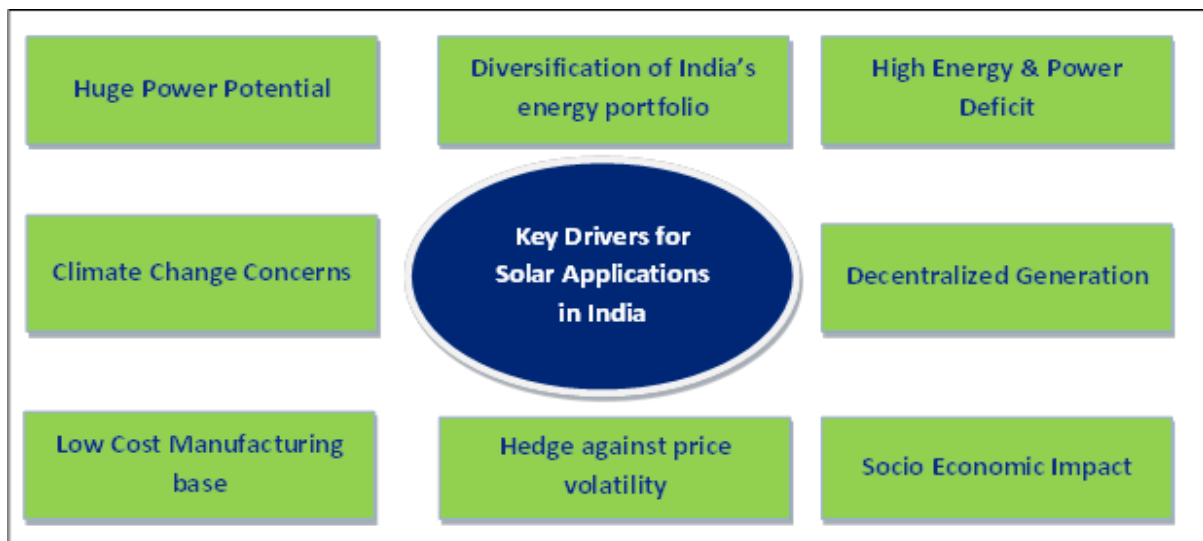 Huge Power Potential
Diversification of India's
energy portfolio
High Energy & Power
Deficit
Climate Change Concerns
Key Drivers for
Solar Applications
in India
Decentralized Generation
Low Cost Manufacturing
base
Hedge against price
volatility
Socio Economic Impact